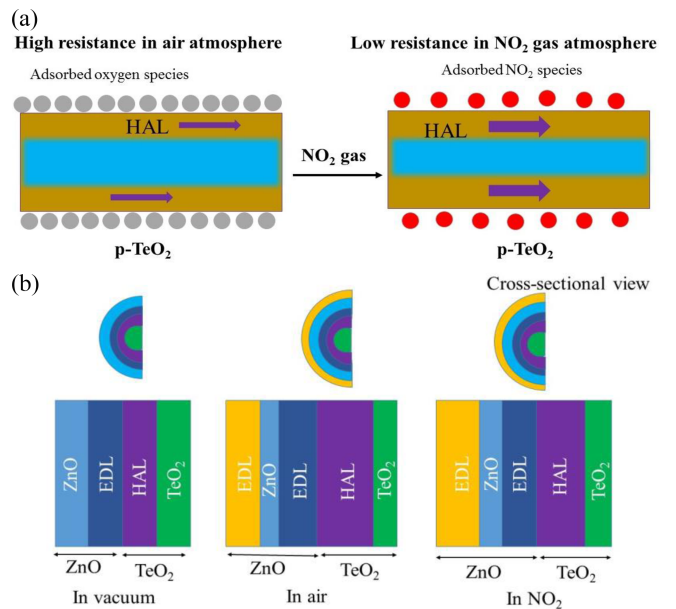 (a)
High resistance in air atmosphere
Low resistance in NO₂ gas atmosphere
Adsorbed oxygen species
Adsorbed NO₂ species
HAL
HAL
NO₂ gas
p-TeO₂
p-TeO₂
(b)
Cross-sectional view
ZnO
EDL
HAL
TeO₂
EDL
ZnO
EDL
HAL
TeO₂
EDL
ZnO
EDL
HAL
TeO₂
ZnO
TeO₂
ZnO
TeO₂
ZnO
TeO₂
In vacuum
In air
In NO₂